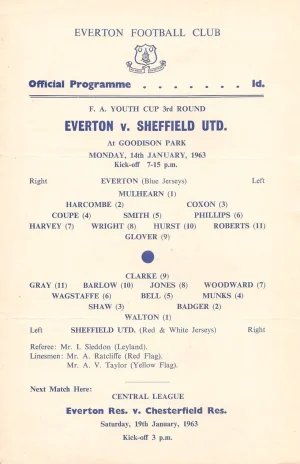 EVERTON FOOTBALL CLUB
Official Programme . . . . . . . 1d.
F. A. YOUTH CUP 3rd ROUND
EVERTON v. SHEFFIELD UTD.
At GOODISON PARK
MONDAY, 14th JANUARY, 1963
Kick-off 7-15 p.m.
Right EVERTON (Blue Jerseys) Left
MULHEARN (1)
HARCOMBE (2) COXON (3)
COUPE (4) SMITH (5) PHILLIPS (6)
HARVEY (7) WRIGHT (8) HURST (10) ROBERTS (11)
GLOVER (9)
CLARKE (9)
GRAY (11) BARLOW (10) JONES (8) WOODWARD (7)
WAGSTAFFE (6) BELL (5) MUNKS (4)
SHAW (3) BADGER (2)
WALTON (1)
Left SHEFFIELD UTD. (Red & White Jerseys) Right
Referee: Mr. I. Sleddon (Leyland).
Linesmen: Mr. A. Ratcliffe (Red Flag).
Mr. A. V. Taylor (Yellow Flag).
Next Match Here:
CENTRAL LEAGUE
Everton Res. v. Chesterfield Res.
Saturday, 19th January, 1963
Kick-off 3 p.m.